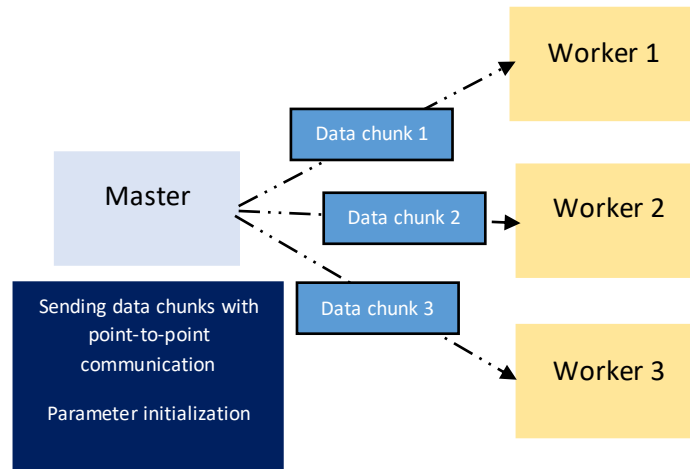 Worker 1
Data chunk 1
Master
Data chunk 2
Worker 2
Sending data chunks with
point-to-point
communication
Parameter initialization
Data chunk 3
Worker 3